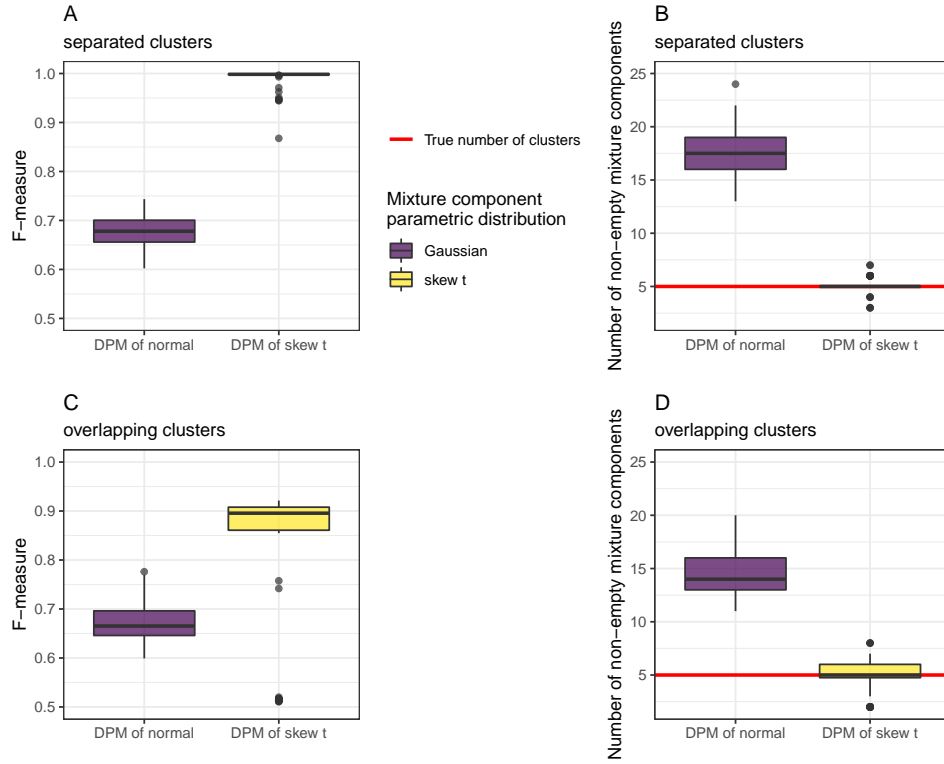 A
separated clusters
1.0
0.9
0.8
0.7
0.6
0.5
F−measure
DPM of normal
DPM of skew t
True number of clusters
Mixture component
parametric distribution
Gaussian
skew t
B
separated clusters
25
20
15
10
5
Number of non−empty mixture components
DPM of normal
DPM of skew t
C
overlapping clusters
1.0
0.9
0.8
0.7
0.6
0.5
F−measure
DPM of normal
DPM of skew t
D
overlapping clusters
25
20
15
10
5
Number of non−empty mixture components
DPM of normal
DPM of skew t